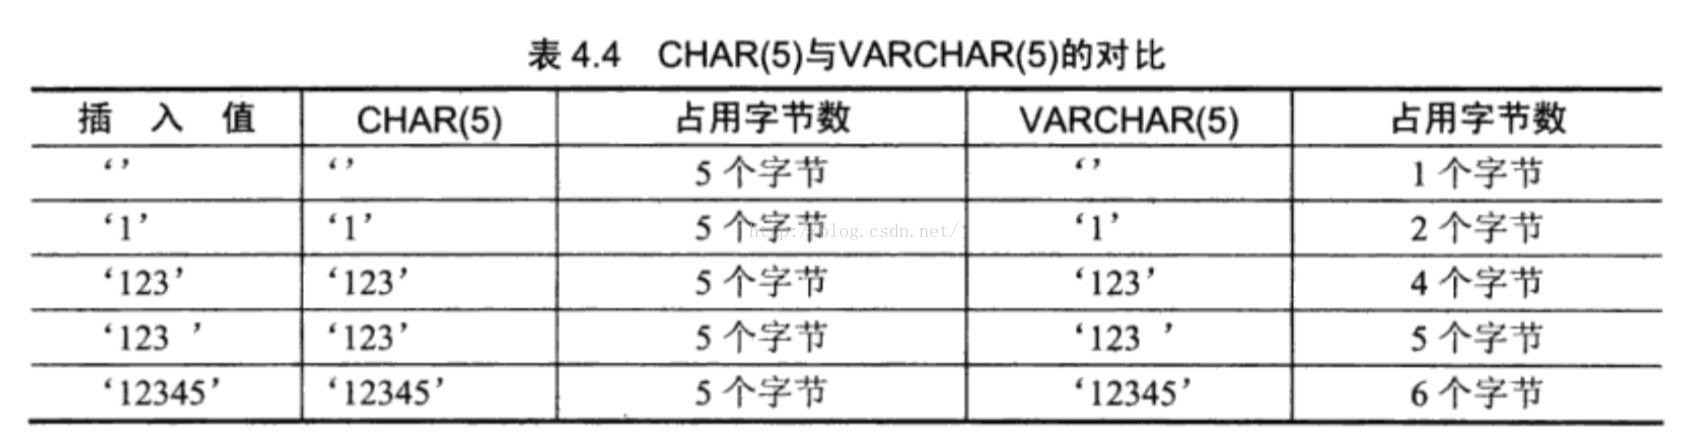 表 4.4 CHAR(5)与VARCHAR(5)的对比
插 入 值 CHAR(5) 占用字节数 VARCHAR(5) 占用字节数
‘’ ‘’ 5 个字节 ‘’ 1 个字节
‘1’ ‘1’ 5 个字节 ‘1’ 2 个字节
http://blog.csdn.net/
‘123’ ‘123’ 5 个字节 ‘123’ 4 个字节
‘123 ’ ‘123’ 5 个字节 ‘123 ’ 5 个字节
‘12345’ ‘12345’ 5 个字节 ‘12345’ 6 个字节